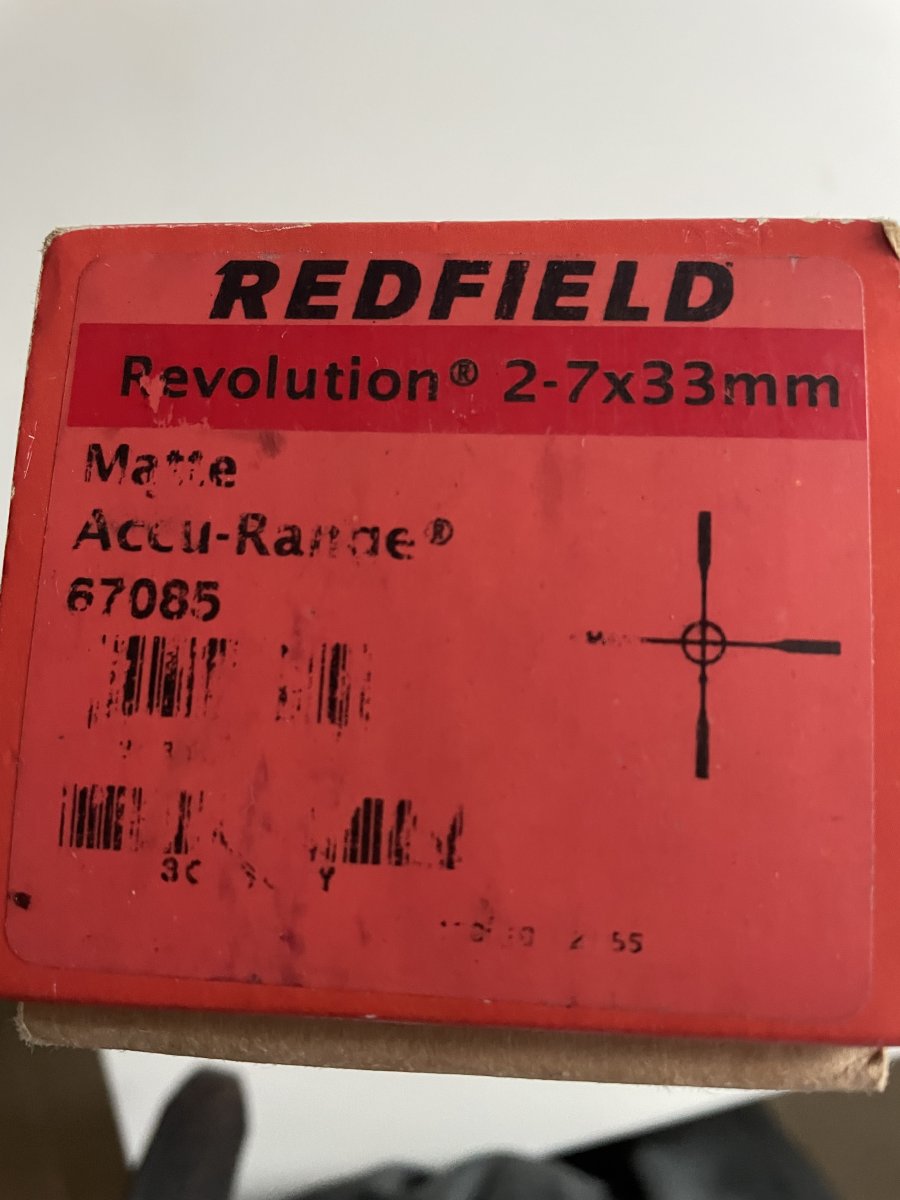 REDFIELD
Revolution® 2-7x33mm
Matte
Accu-Range®
67085